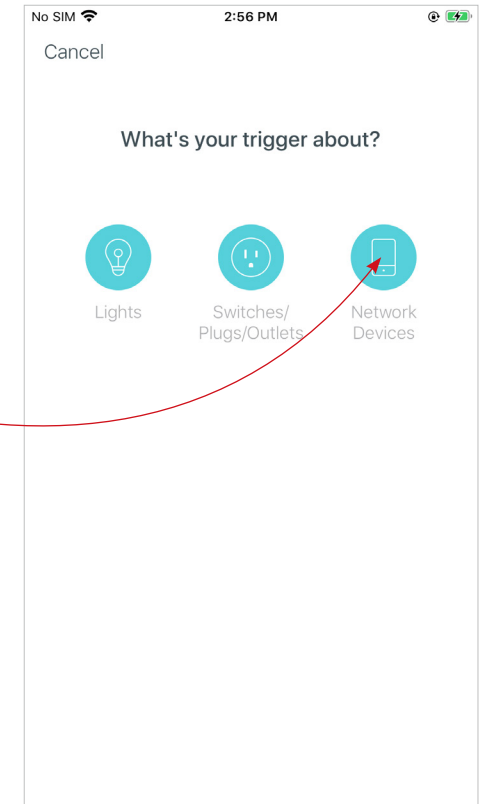 No SIM 2:56 PM
Cancel
What's your trigger about?
Lights
Switches/
Plugs/Outlets
Network
Devices